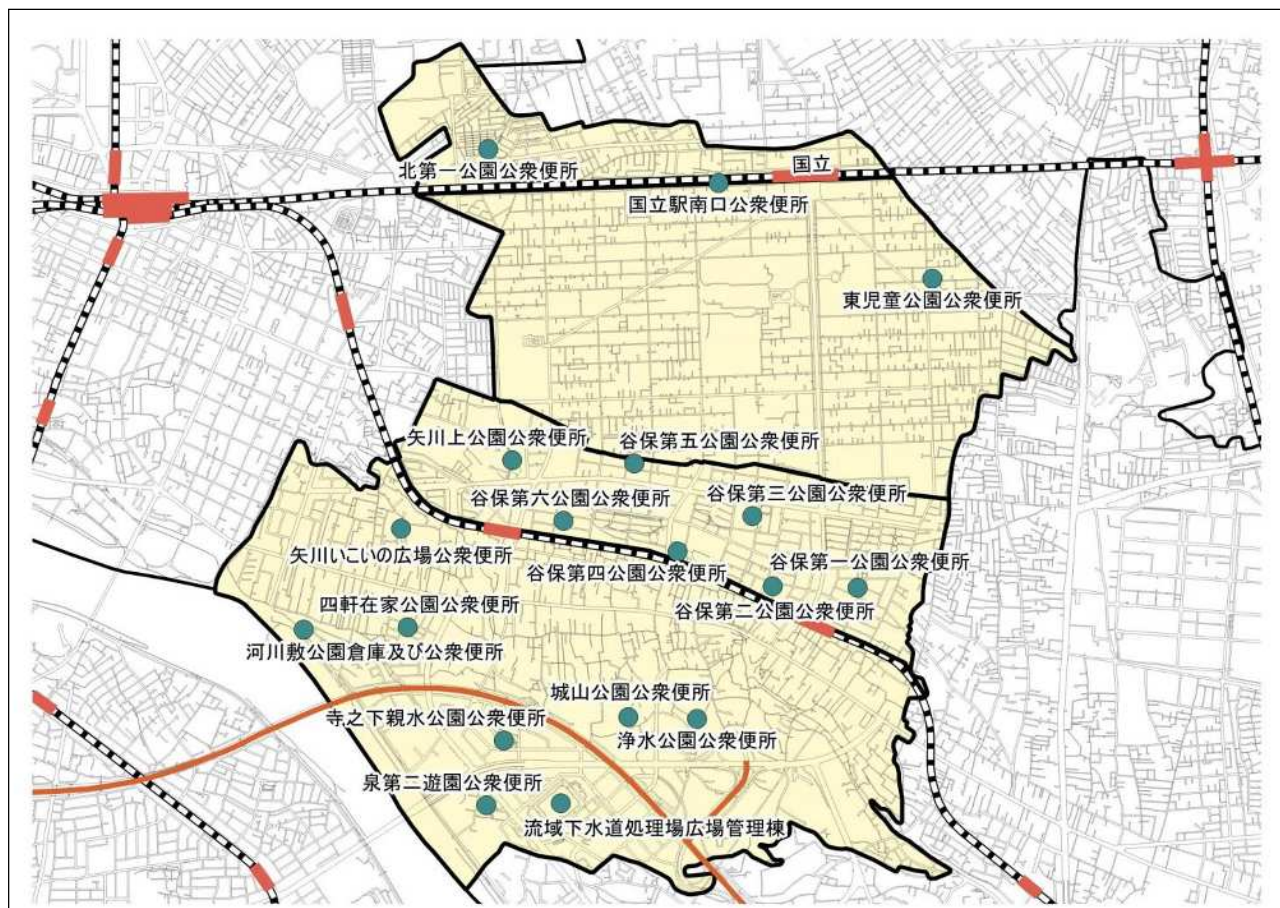 国立
北第一公園公衆便所
国立駅南口公衆便所
東児童公園公衆便所
矢川上公園公衆便所
谷保第五公園公衆便所
谷保第六公園公衆便所
谷保第三公園公衆便所
矢川いこいの広場公衆便所
谷保第四公園公衆便所
谷保第一公園公衆便所
谷保第二公園公衆便所
四軒在家公園公衆便所
河川敷公園倉庫及び公衆便所
城山公園公衆便所
寺之下親水公園公衆便所
浄水公園公衆便所
泉第二遊園公衆便所
流域下水道処理場広場管理棟